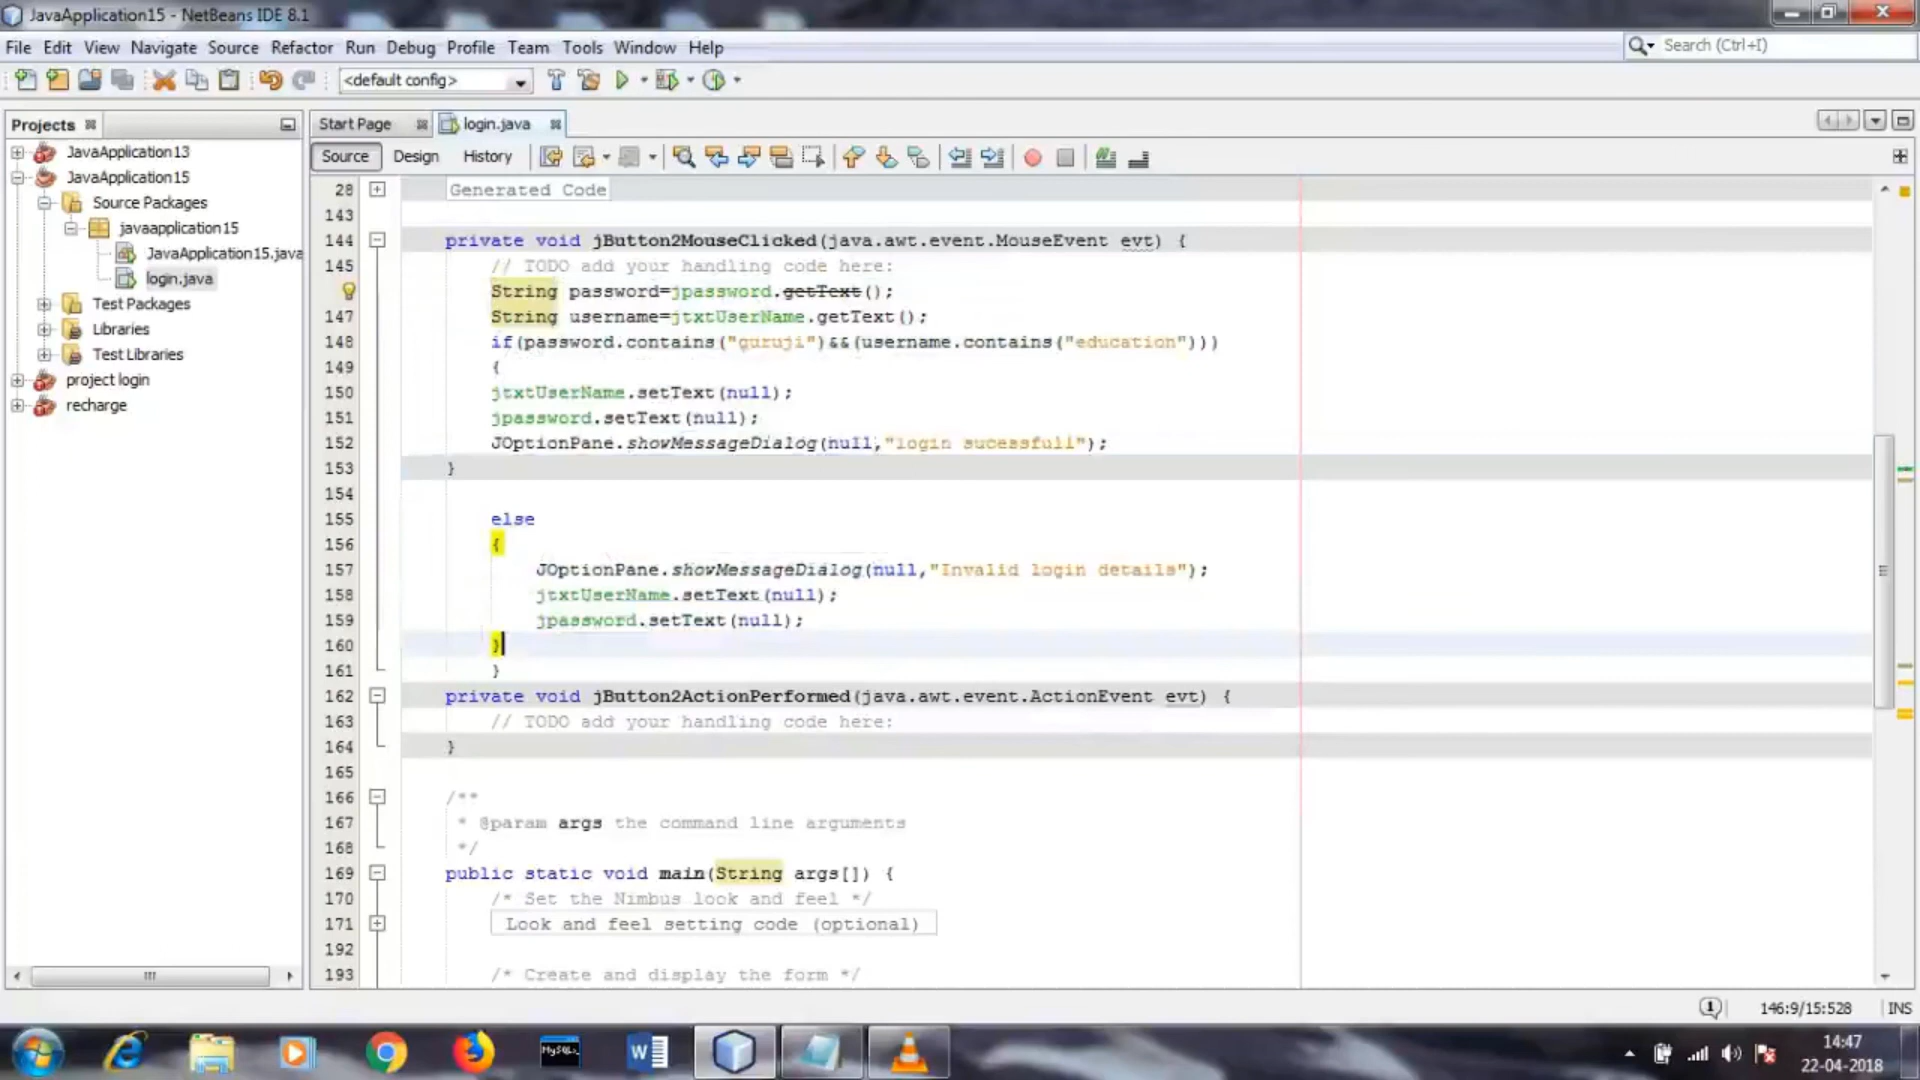 JavaApplication15 - NetBeans IDE 8.1
File Edit View Navigate Source Refactor Run Debug Profile Team Tools Window Help
Search (Ctrl+I)
<default config>
Projects
Start Page
login.java
JavaApplication13
JavaApplication15
Source Packages
javaapplication15
JavaApplication15.java
login.java
Test Packages
Libraries
Test Libraries
project login
recharge
Source Design History
28 Generated Code
143
144 private void jButton2MouseClicked(java.awt.event.MouseEvent evt) {
145 // TODO add your handling code here:
String password=jpassword.getText();
147 String username=jtxtUserName.getText();
148 if(password.contains("guruji")&&(username.contains("education")))
149 {
150 jtxtUserName.setText(null);
151 jpassword.setText(null);
152 JOptionPane.showMessageDialog(null,"login sucessfull");
153 }
154
155 else
156 {
157 JOptionPane.showMessageDialog(null,"Invalid login details");
158 jtxtUserName.setText(null);
159 jpassword.setText(null);
160 }
161 }
162 private void jButton2ActionPerformed(java.awt.event.ActionEvent evt) {
163 // TODO add your handling code here:
164 }
165
166 /**
167 * @param args the command line arguments
168 */
169 public static void main(String args[]) {
170 /* Set the Nimbus look and feel */
171 Look and feel setting code (optional)
192
193 /* Create and display the form */
146:9/15:528 INS
MySQL
14:47
22-04-2018